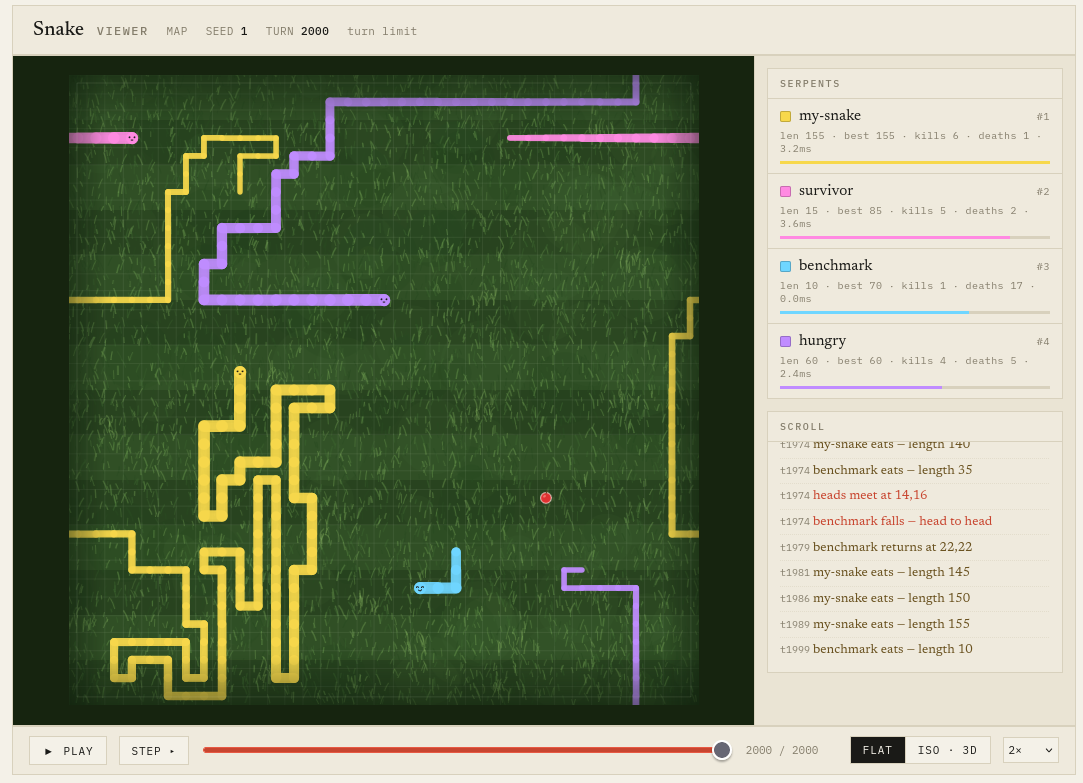 Snake VIEWER MAP SEED 1 TURN 2000 turn limit
SERPENTS
my-snake #1
len 155 · best 155 · kills 6 · deaths 1 ·
3.2ms
survivor #2
len 15 · best 85 · kills 5 · deaths 2 ·
3.6ms
benchmark #3
len 10 · best 70 · kills 1 · deaths 17 ·
0.0ms
hungry #4
len 60 · best 60 · kills 4 · deaths 5 ·
2.4ms
SCROLL
t1974 my-snake eats — length 140
t1974 benchmark eats — length 35
t1974 heads meet at 14,16
t1974 benchmark falls — head to head
t1979 benchmark returns at 22,22
t1981 my-snake eats — length 145
t1986 my-snake eats — length 150
t1989 my-snake eats — length 155
t1999 benchmark eats — length 10
▶ PLAY STEP ▸ 2000 / 2000 FLAT ISO · 3D 2×